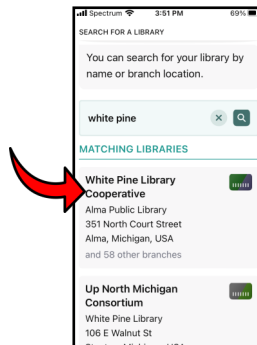 Spectrum 3:51 PM 69%
SEARCH FOR A LIBRARY
You can search for your library by
name or branch location.
white pine
MATCHING LIBRARIES
White Pine Library
Cooperative
Alma Public Library
351 North Court Street
Alma, Michigan, USA
and 58 other branches
Up North Michigan
Consortium
White Pine Library
106 E Walnut St